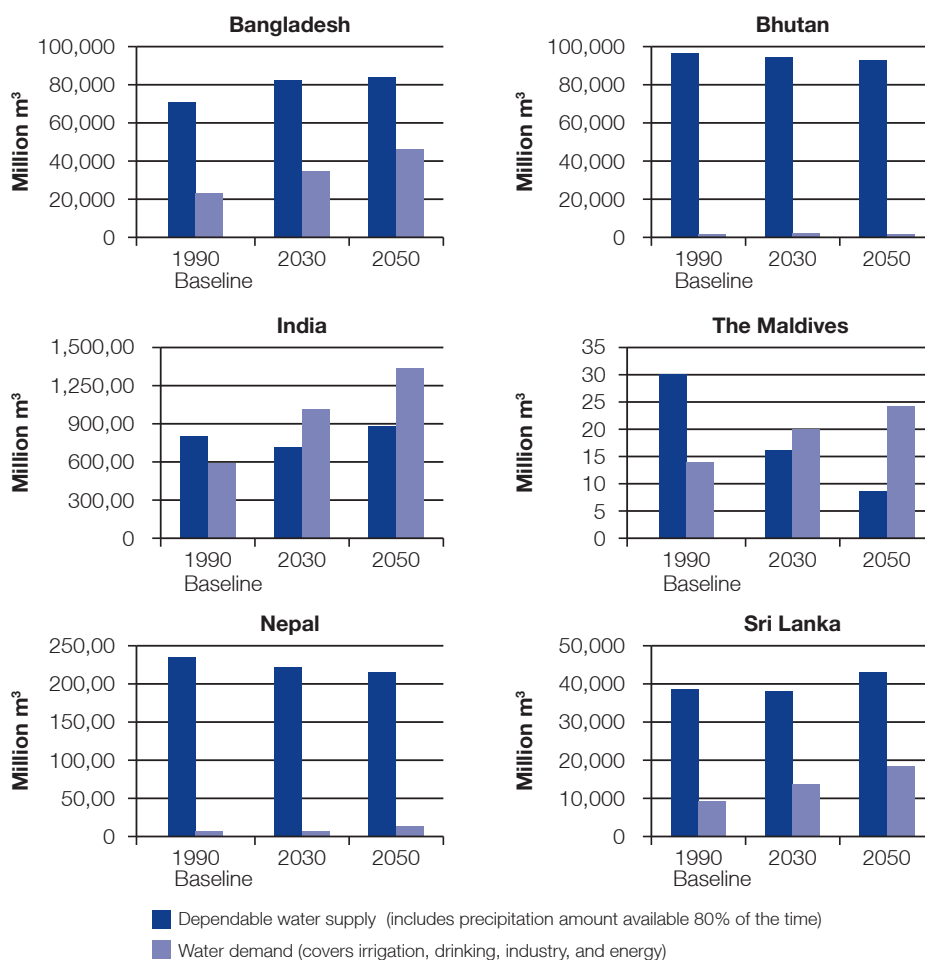 Bangladesh
Million m³
100,000
80,000
60,000
40,000
20,000
0
1990 2030 2050
Baseline
Bhutan
Million m³
100,000
80,000
60,000
40,000
20,000
0
1990 2030 2050
Baseline
India
Million m³
1,500,00
1,250,00
900,00
600,00
300,00
0
1990 2030 2050
Baseline
The Maldives
Million m³
35
30
25
20
15
10
5
0
1990 2030 2050
Baseline
Nepal
Million m³
250,00
200,00
150,00
100,00
50,00
0
1990 2030 2050
Baseline
Sri Lanka
Million m³
50,000
40,000
30,000
20,000
10,000
0
1990 2030 2050
Baseline
Dependable water supply (includes precipitation amount available 80% of the time)
Water demand (covers irrigation, drinking, industry, and energy)